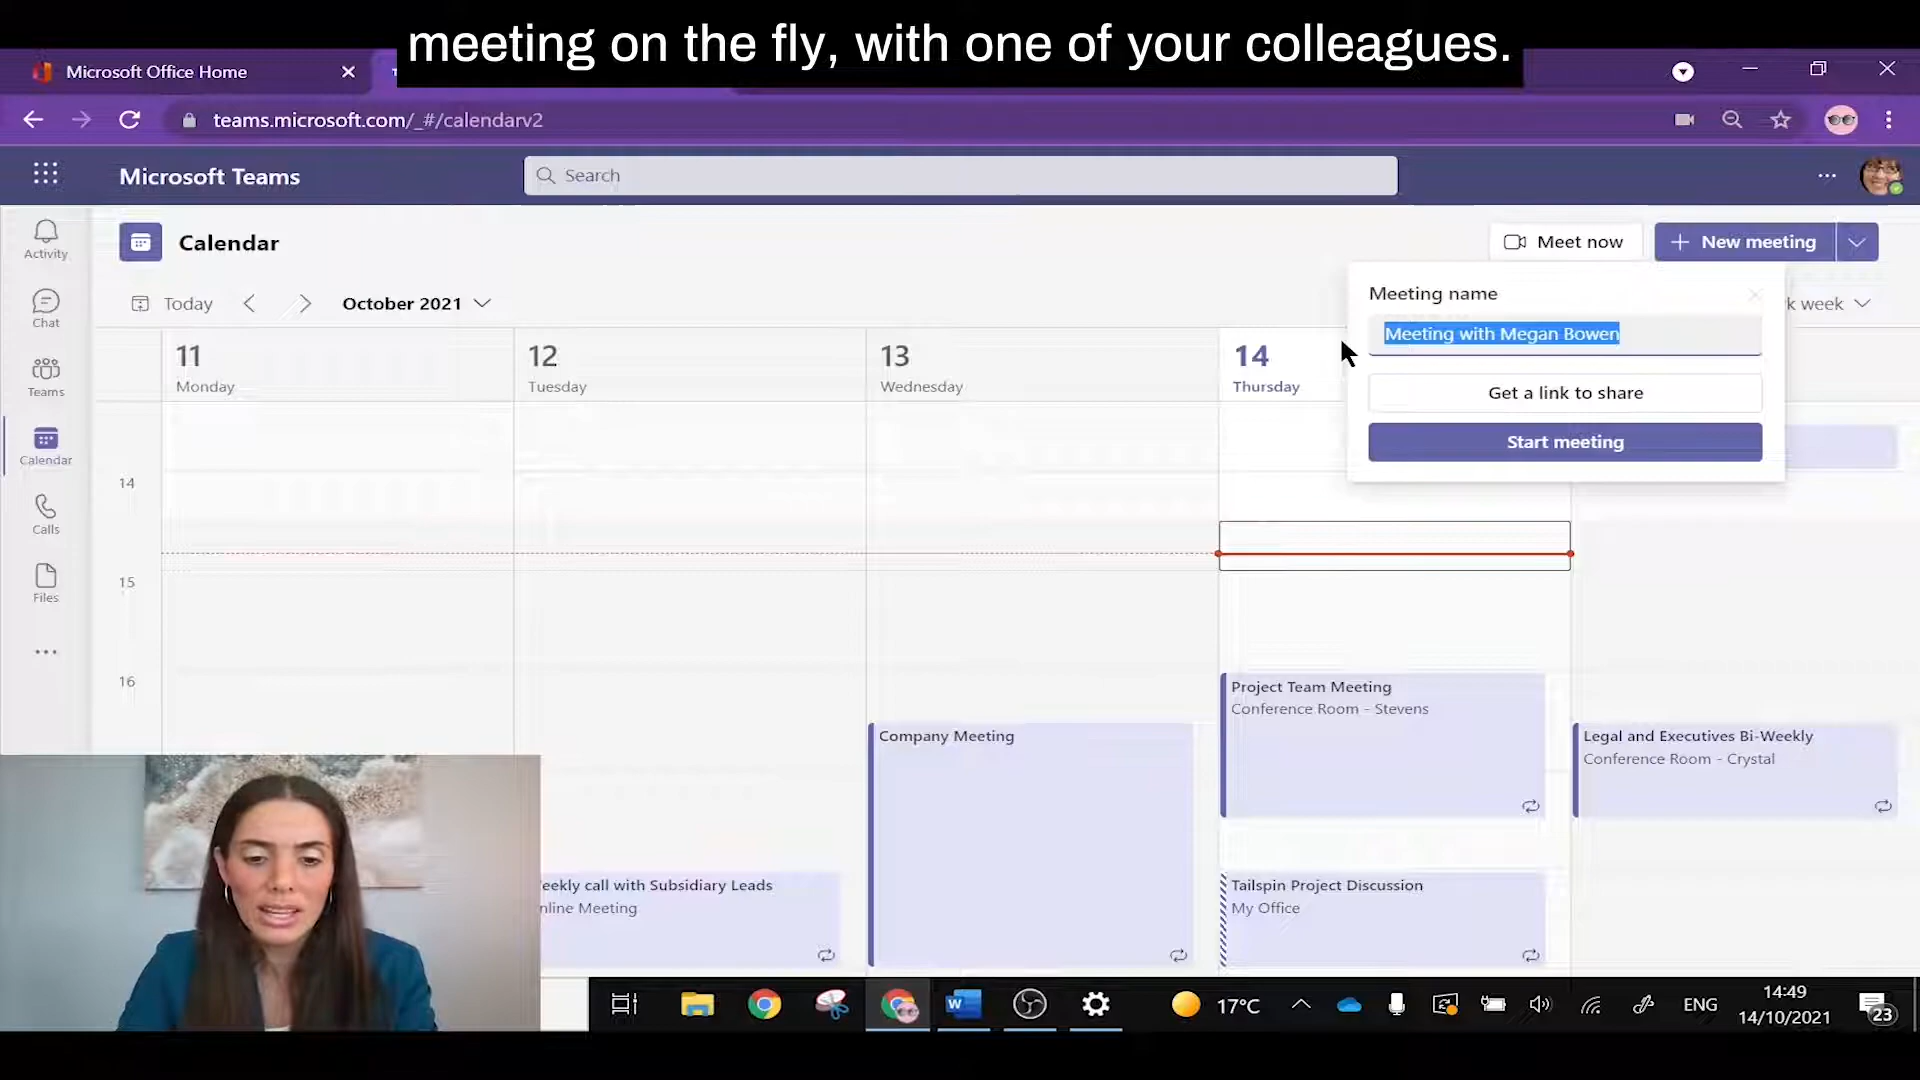 meeting on the fly, with one of your colleagues.
Microsoft Office Home
teams.microsoft.com/_#/calendarv2
Microsoft Teams
Search
Activity
Chat
Teams
Calendar
Calls
Files
Calendar
Meet now
New meeting
Today
October 2021
k week
Meeting name
Meeting with Megan Bowen
Get a link to share
Start meeting
11
Monday
12
Tuesday
13
Wednesday
14
Thursday
14
15
16
Project Team Meeting
Conference Room - Stevens
Company Meeting
Legal and Executives Bi-Weekly
Conference Room - Crystal
eekly call with Subsidiary Leads
nline Meeting
Tailspin Project Discussion
My Office
17°C
ENG
14:49
14/10/2021
23